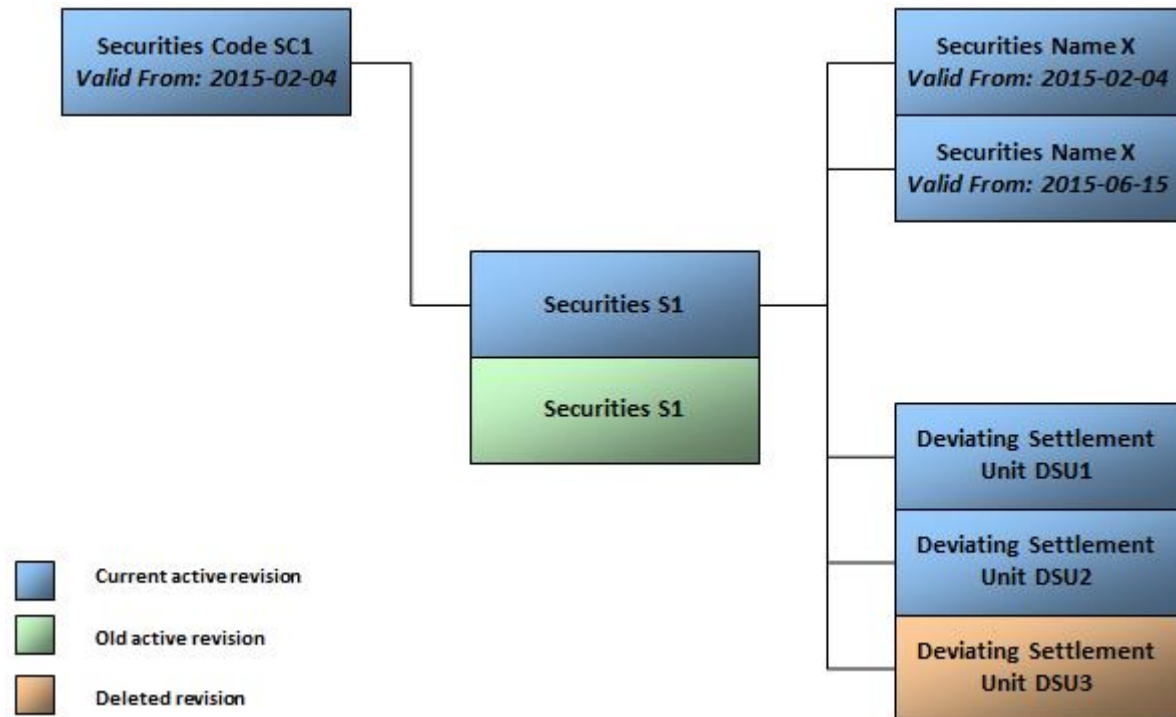 Securities Code SC1
Valid From: 2015-02-04
Securities Name X
Valid From: 2015-02-04
Securities Name X
Valid From: 2015-06-15
Securities S1
Securities S1
Deviating Settlement
Unit DSU1
Deviating Settlement
Unit DSU2
Deviating Settlement
Unit DSU3
Current active revision
Old active revision
Deleted revision